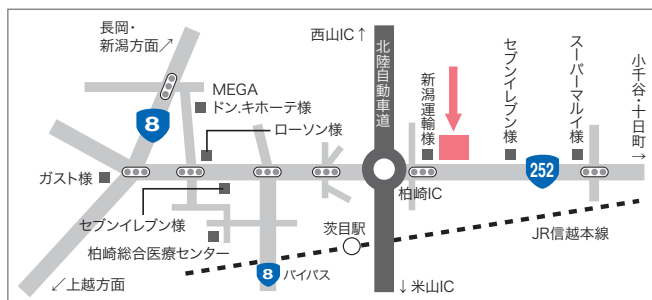 長岡・
新潟方面↗
西山IC↑
北陸自動車道
新潟運輸様
セブンイレブン様
スーパーマルイ様
小千谷・十日町→
MEGA
ドン.キホーテ様
8
ローソン様
ガスト様
252
柏崎IC
セブンイレブン様
茨目駅
柏崎総合医療センター
JR信越本線
↙上越方面
8
バイパス
↓米山IC